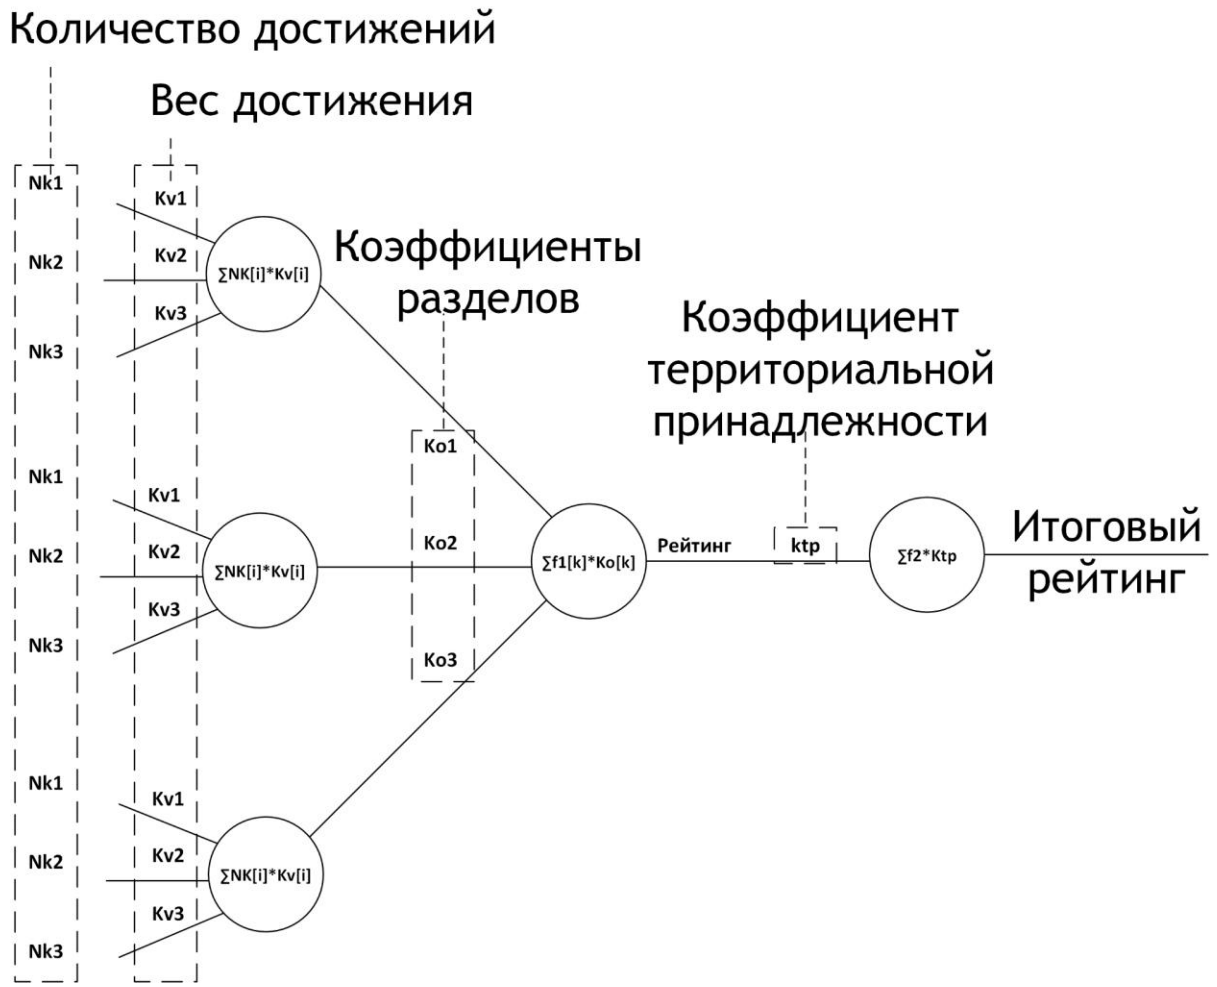 Количество достижений
Вес достижения
Nk1
Kv1
Nk2
Kv2
∑NK[i]*Kv[i]
Kv3
Nk3
Коэффициенты
разделов
Коэффициент
территориальной
принадлежности
Ko1
Nk1
Kv1
Nk2
Kv2
∑NK[i]*Kv[i]
Kv3
Nk3
Ko2
Ko3
∑f1[k]*Ko[k]
Рейтинг
ktp
∑f2*Ktp
Итоговый
рейтинг
Nk1
Kv1
Nk2
Kv2
∑NK[i]*Kv[i]
Kv3
Nk3